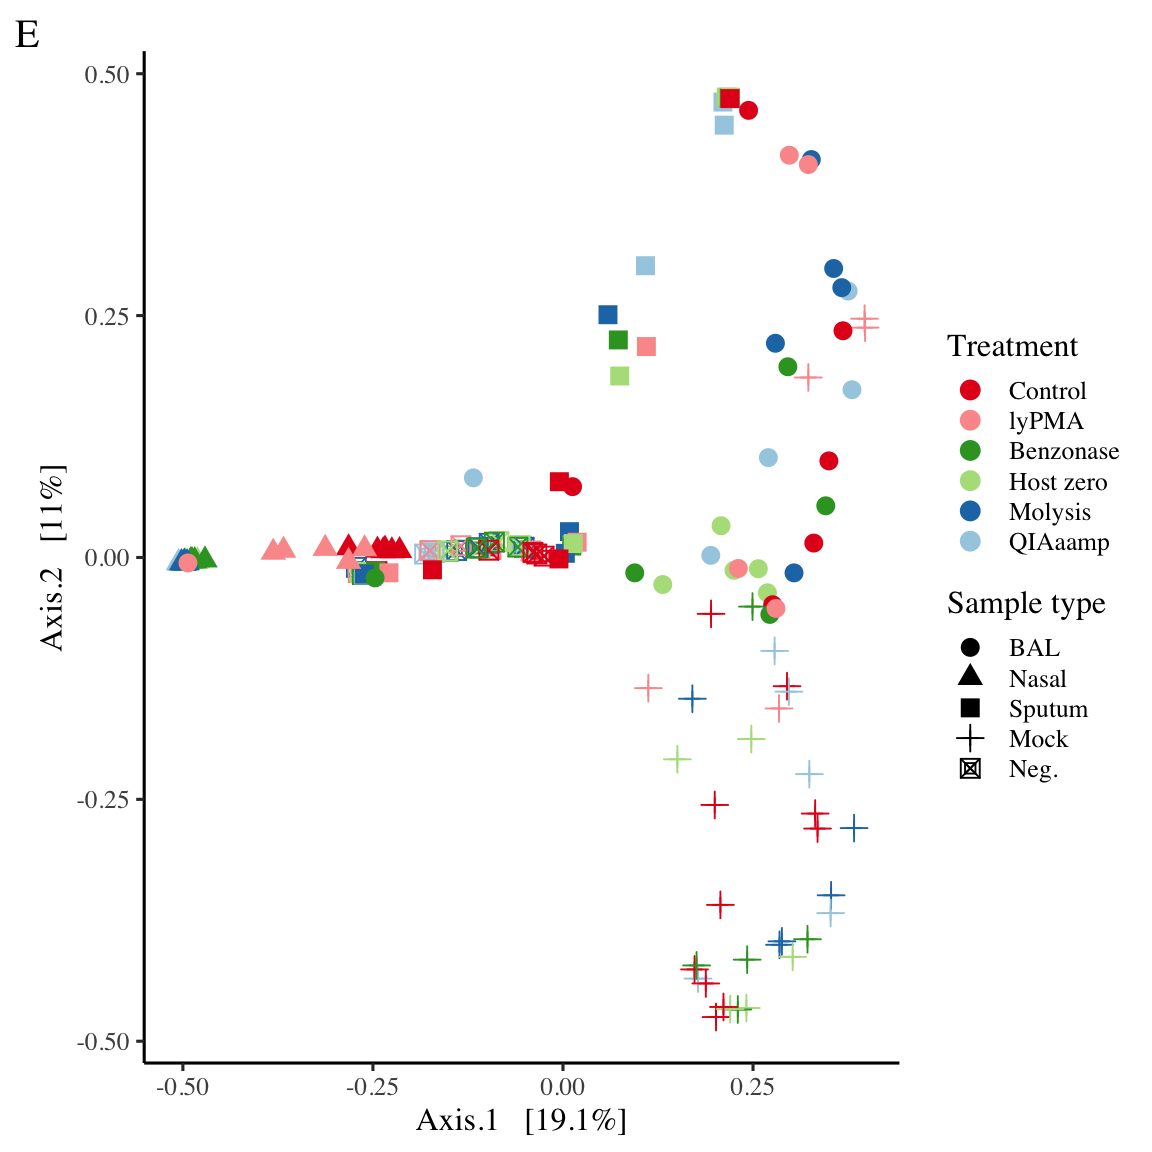 E
0.50
0.25
0.00
-0.25
-0.50
Axis.2 [11%]
-0.50
-0.25
0.00
0.25
Axis.1 [19.1%]
Treatment
Control
lyPMA
Benzonase
Host zero
Molysis
QIAaamp
Sample type
BAL
Nasal
Sputum
Mock
Neg.